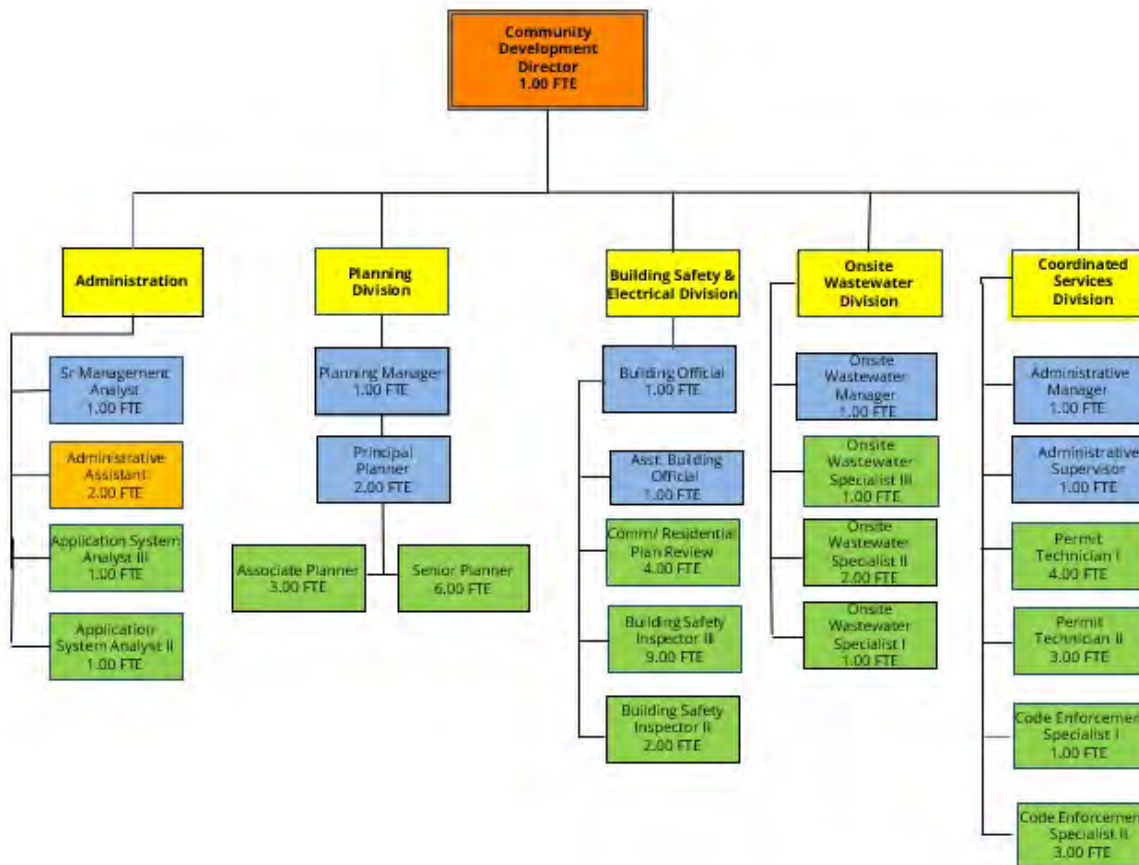 Community
Development
Director
1.00 FTE
Administration
Sr Management
Analyst
1.00 FTE
Administrative
Assistant
2.00 FTE
Application System
Analyst III
1.00 FTE
Application
System Analyst II
1.00 FTE
Planning
Division
Planning Manager
1.00 FTE
Principal
Planner
2.00 FTE
Associate Planner
3.00 FTE
Senior Planner
6.00 FTE
Building Safety &
Electrical Division
Building Official
1.00 FTE
Asst. Building
Official
1.00 FTE
Comm/ Residential
Plan Review
4.00 FTE
Building Safety
Inspector III
9.00 FTE
Building Safety
Inspector II
2.00 FTE
Onsite
Wastewater
Division
Onsite
Wastewater
Manager
1.00 FTE
Onsite
Wastewater
Specialist III
1.00 FTE
Onsite
Wastewater
Specialist II
2.00 FTE
Onsite
Wastewater
Specialist I
1.00 FTE
Coordinated
Services
Division
Administrative
Manager
1.00 FTE
Administrative
Supervisor
1.00 FTE
Permit
Technician I
4.00 FTE
Permit
Technician II
3.00 FTE
Code Enforcemen
Specialist I
1.00 FTE
Code Enforcemen
Specialist II
3.00 FTE